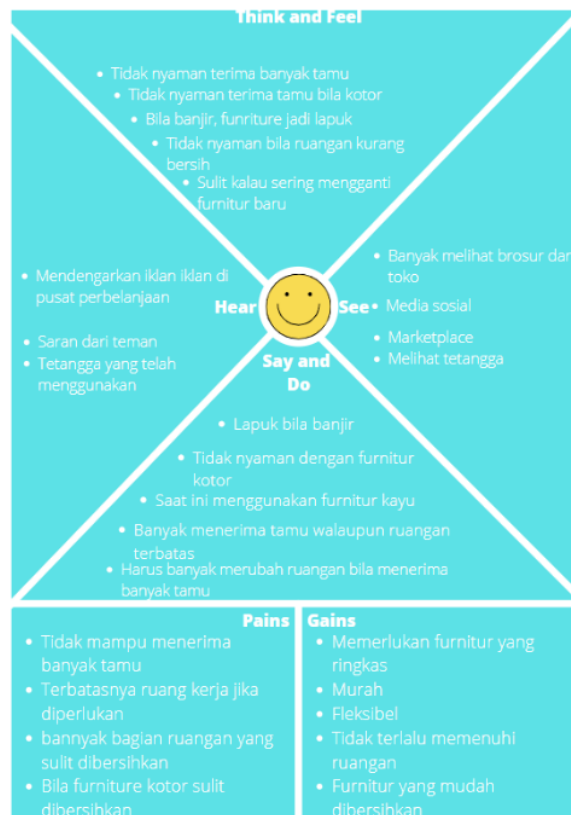 Think and Feel
• Tidak nyaman terima banyak tamu
• Tidak nyaman terima tamu bila kotor
• Bila banjir, funriture jadi lapuk
• Tidak nyaman bila ruangan kurang
bersih
• Sulit kalau sering mengganti
furnitur baru
• Mendengarkan iklan iklan di
pusat perbelanjaan
• Saran dari teman
• Tetangga yang telah
menggunakan
Hear
See
• Banyak melihat brosur dar
toko
• Media sosial
• Marketplace
• Melihat tetangga
Say and
Do
• Lapuk bila banjir
• Tidak nyaman dengan furnitur
kotor
• Saat ini menggunakan furnitur kayu
• Banyak menerima tamu walaupun ruangan
terbatas
• Harus banyak merubah ruangan bila menerima
banyak tamu
Pains
• Tidak mampu menerima
banyak tamu
• Terbatasnya ruang kerja jika
diperlukan
• bannyak bagian ruangan yang
sulit dibersihkan
• Bila furniture kotor sulit
dibersihkan
Gains
• Memerlukan furnitur yang
ringkas
• Murah
• Fleksibel
• Tidak terlalu memenuhi
ruangan
• Furnitur yang mudah
dibersihkan